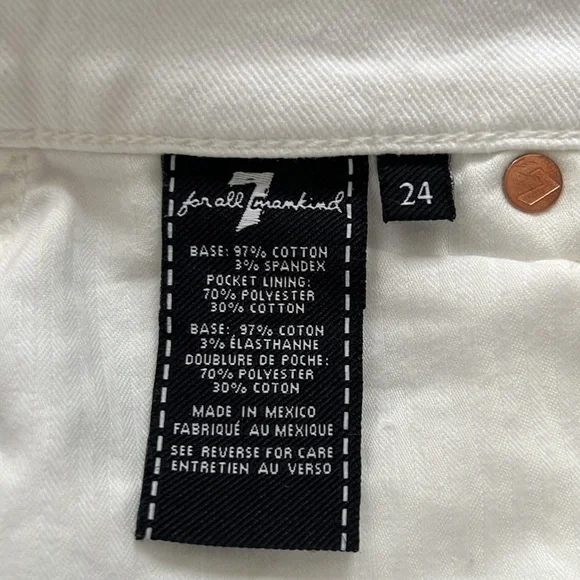 7
for all mankind
24
BASE: 97% COTTON
3% SPANDEX
POCKET LINING:
70% POLYESTER
30% COTTON
BASE: 97% COTON
3% ÉLASTHANNE
DOUBLURE DE POCHE:
70% POLYESTER
30% COTON
MADE IN MEXICO
FABRIQUÉ AU MEXIQUE
SEE REVERSE FOR CARE
ENTRETIEN AU VERSO
7